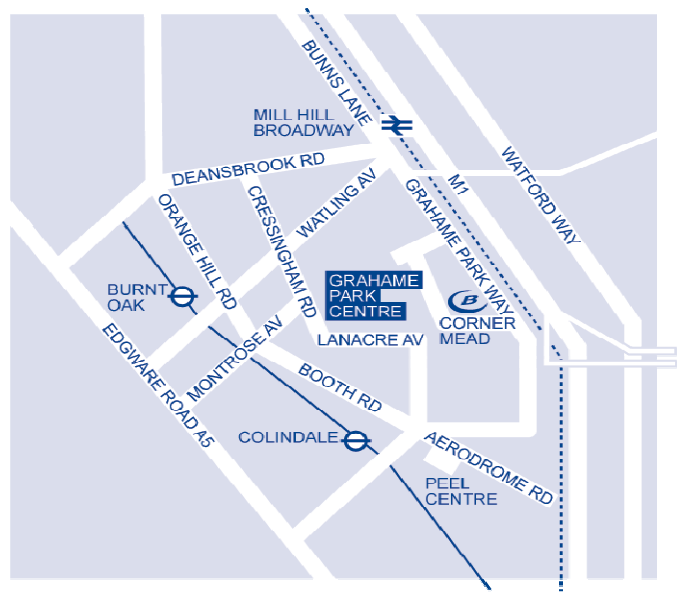 BUNNS LANE
MILL HILL
BROADWAY
DEANSBROOK RD
WATLING AV
CRESSINGHAM RD
ORANGE HILL RD
M1
WATFORD WAY
GRAHAME PARK WAY
BURNT
OAK
GRAHAME
PARK
CENTRE
B
CORNER
MEAD
LANACRE AV
MONTROSE AV
EDGWARE ROAD A5
BOOTH RD
COLINDALE
AERODROME RD
PEEL
CENTRE